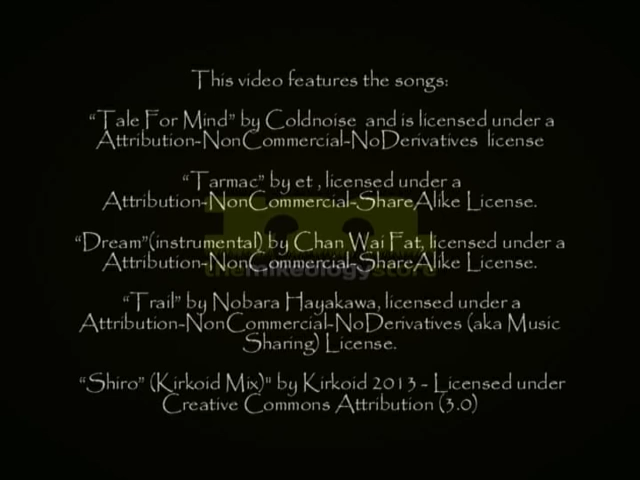 This video features the songs:
“Tale For Mind” by Coldnoise and is licensed under a
Attribution-NonCommercial-NoDerivatives license
“Tarmac” by et , licensed under a
Attribution-NonCommercial-ShareAlike License.
“Dream”(instrumental) by Chan Wai Fat, licensed under a
Attribution-NonCommercial-ShareAlike License.
themikeologystore
“Trail” by Nobara Hayakawa, licensed under a
Attribution-NonCommercial-NoDerivatives (aka Music
Sharing) License.
“Shiro” (Kirkoid Mix)" by Kirkoid 2013 - Licensed under
Creative Commons Attribution (3.0)